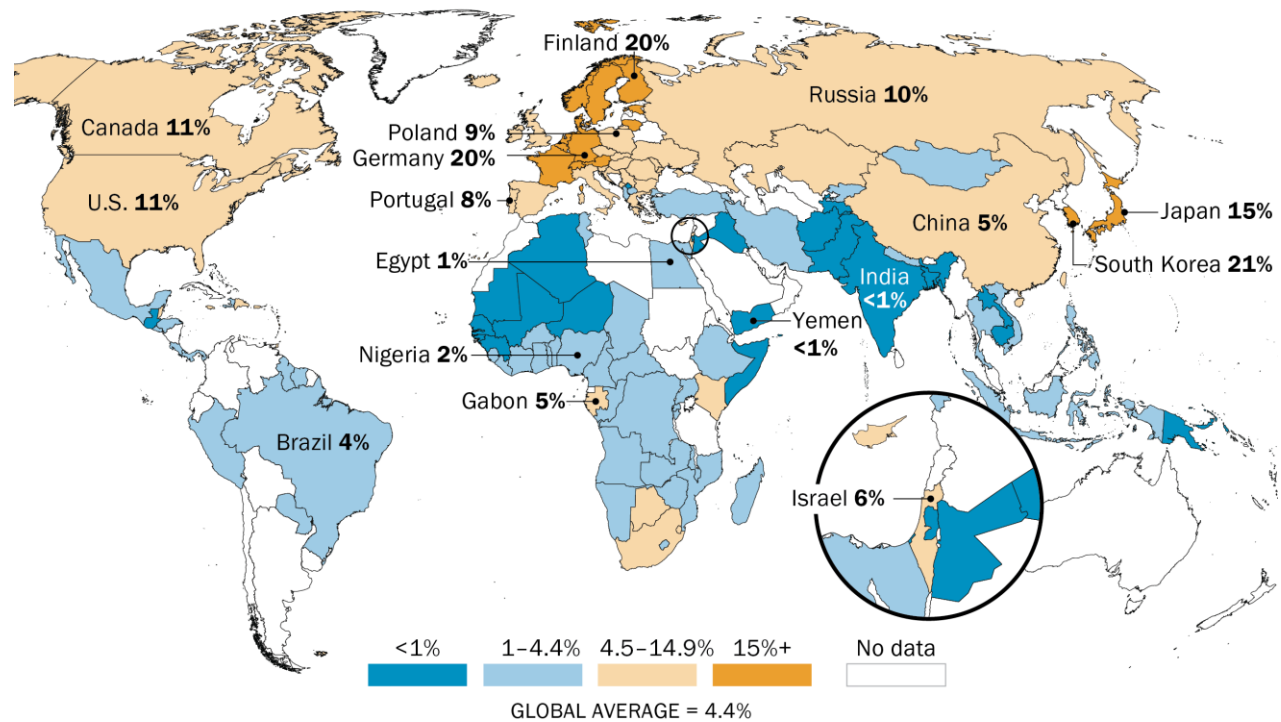 Finland 20%
Russia 10%
Canada 11%
Poland 9%
Germany 20%
U.S. 11%
Portugal 8%
Japan 15%
China 5%
Egypt 1%
South Korea 21%
India
<1%
Yemen
<1%
Nigeria 2%
Gabon 5%
Brazil 4%
Israel 6%
<1%
1–4.4%
4.5–14.9%
15%+
No data
GLOBAL AVERAGE = 4.4%